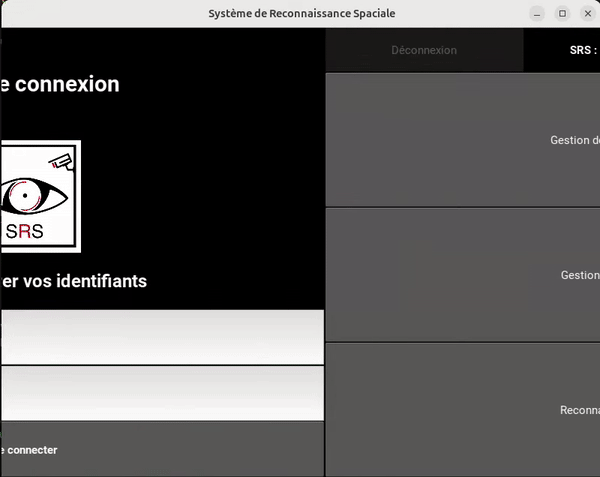 Système de Reconnaissance Spaciale
e connexion
SRS
er vos identifiants
e connecter
Déconnexion
SRS :
Gestion d
Gestion
Reconna